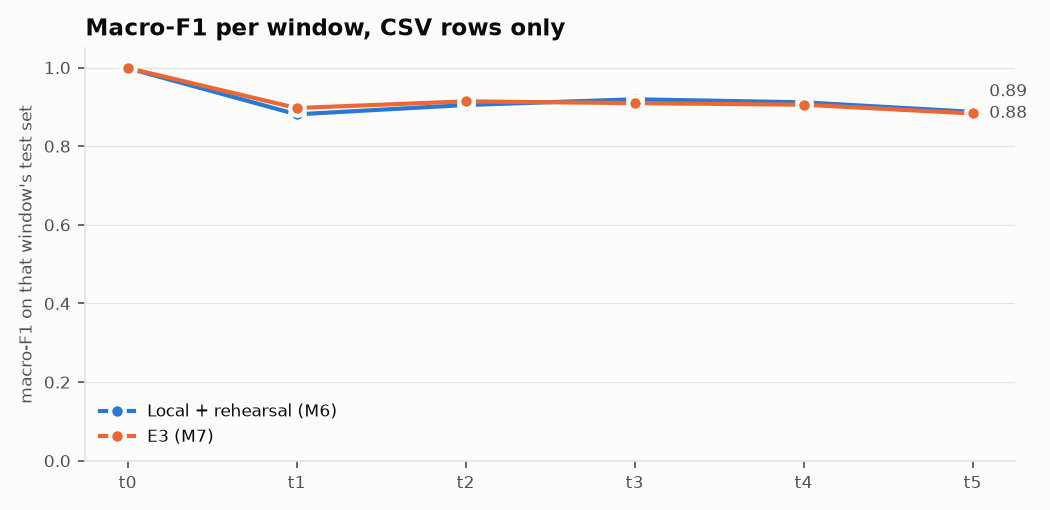 Macro-F1 per window, CSV rows only
macro-F1 on that window's test set
1.0
0.8
0.6
0.4
0.2
0.0
t0
t1
t2
t3
t4
t5
0.89
0.88
Local + rehearsal (M6)
E3 (M7)